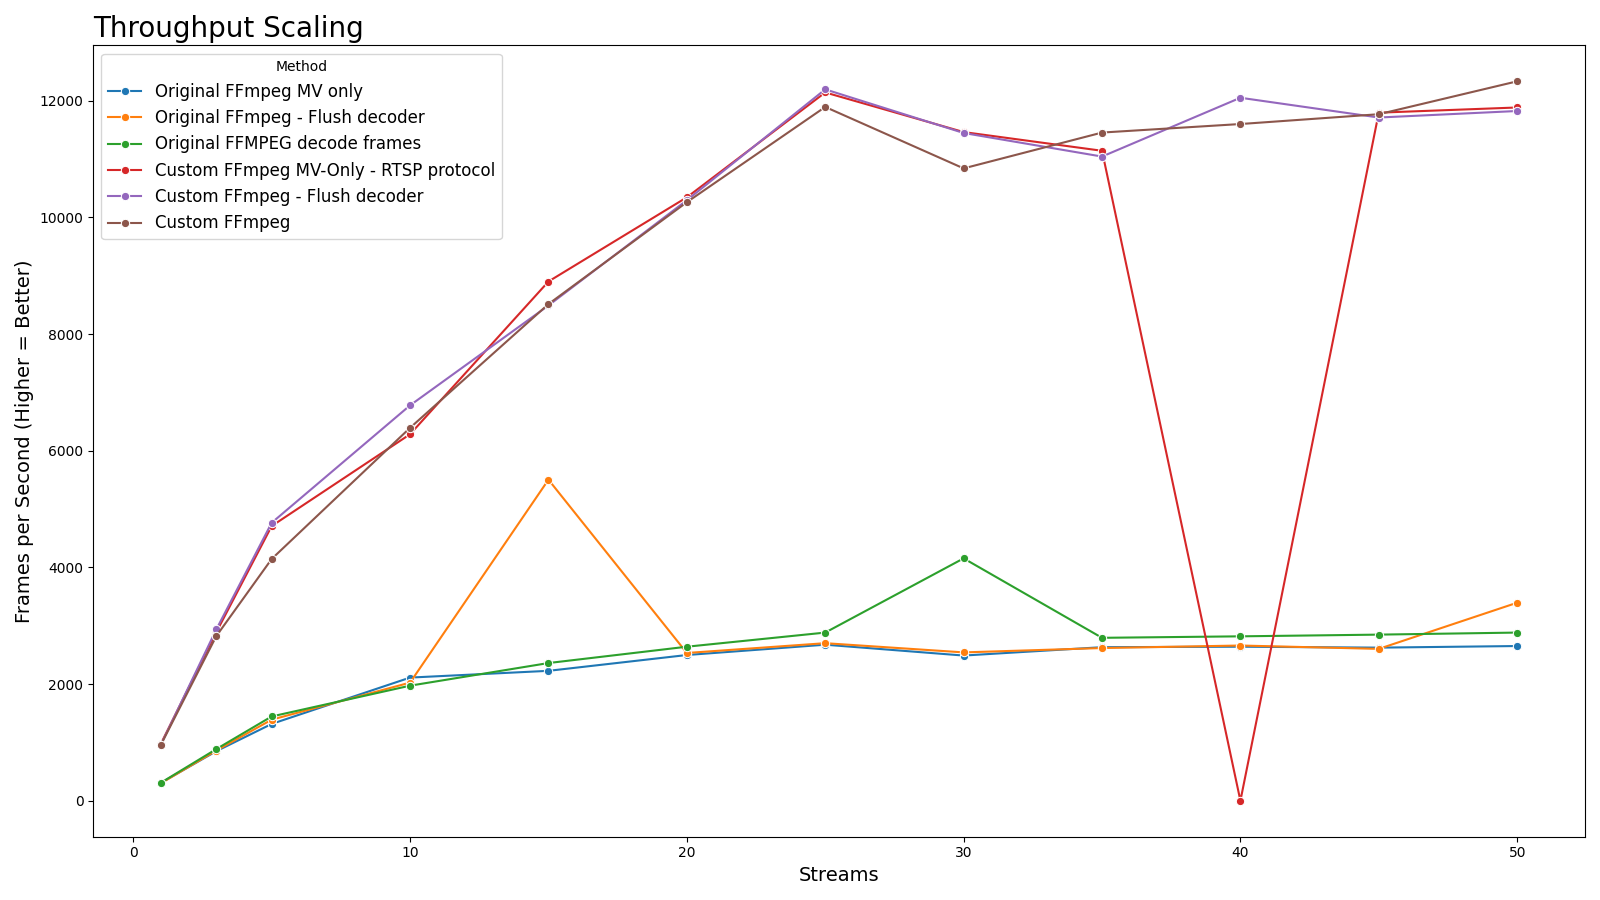 Throughput Scaling
Method
Original FFmpeg MV only
Original FFmpeg - Flush decoder
Original FFMPEG decode frames
Custom FFmpeg MV-Only - RTSP protocol
Custom FFmpeg - Flush decoder
Custom FFmpeg
Frames per Second (Higher = Better)
12000
10000
8000
6000
4000
2000
0
0 10 20 30 40 50
Streams